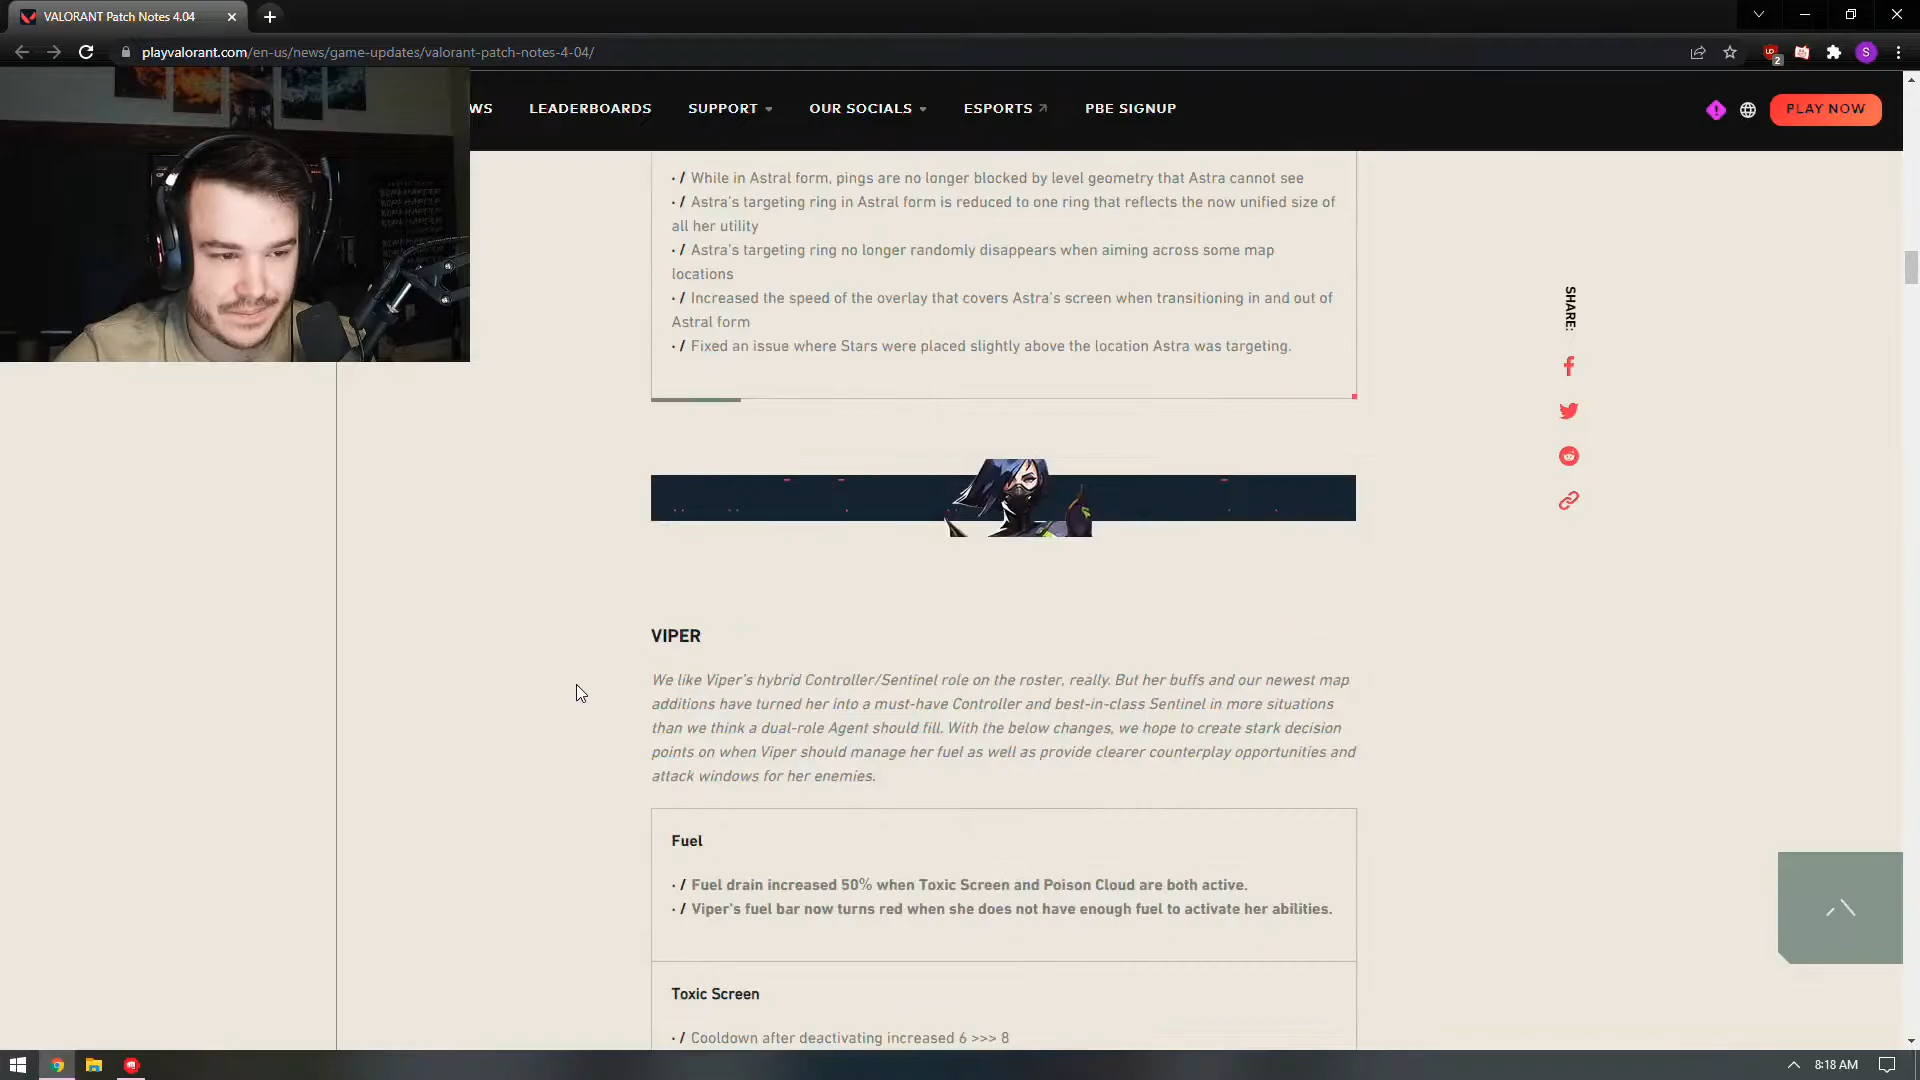 VALORANT Patch Notes 4.04
playvalorant.com/en-us/news/game-updates/valorant-patch-notes-4-04/
2
S
WS
LEADERBOARDS
SUPPORT
OUR SOCIALS
ESPORTS
PBE SIGNUP
PLAY NOW
• / While in Astral form, pings are no longer blocked by level geometry that Astra cannot see
• / Astra's targeting ring in Astral form is reduced to one ring that reflects the now unified size of
all her utility
• / Astra's targeting ring no longer randomly disappears when aiming across some map
locations
• / Increased the speed of the overlay that covers Astra's screen when transitioning in and out of
Astral form
• / Fixed an issue where Stars were placed slightly above the location Astra was targeting.
SHARE:
VIPER
We like Viper's hybrid Controller/Sentinel role on the roster, really. But her buffs and our newest map
additions have turned her into a must-have Controller and best-in-class Sentinel in more situations
than we think a dual-role Agent should fill. With the below changes, we hope to create stark decision
points on when Viper should manage her fuel as well as provide clearer counterplay opportunities and
attack windows for her enemies.
Fuel
• / Fuel drain increased 50% when Toxic Screen and Poison Cloud are both active.
• / Viper's fuel bar now turns red when she does not have enough fuel to activate her abilities.
Toxic Screen
• / Cooldown after deactivating increased 6 >>> 8
8:18 AM